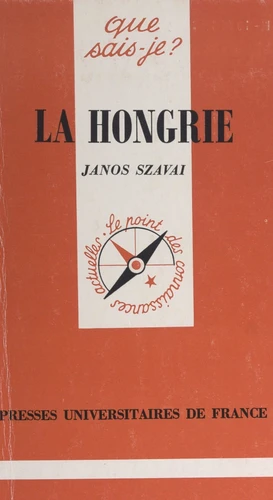 que
sais-je?
LA HONGRIE
JANOS SZAVAI
Le point des connaissances actuelles.
PRESSES UNIVERSITAIRES DE FRANCE